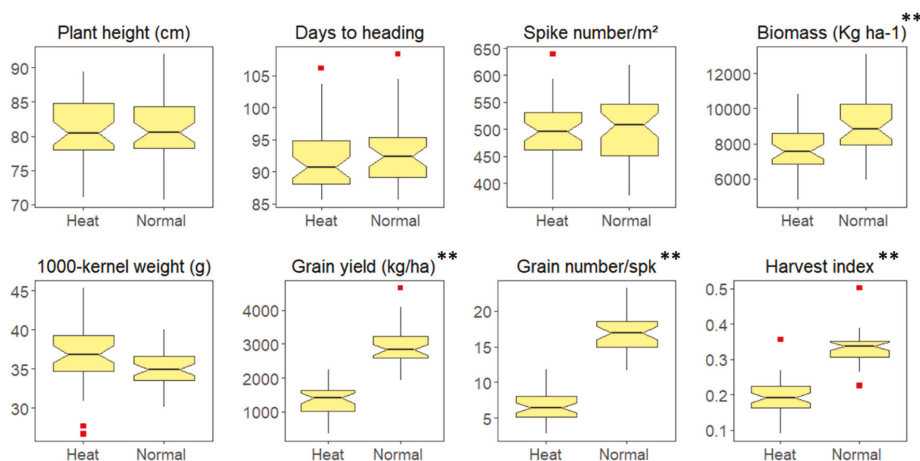 Plant height (cm)
90
85
80
75
70
Heat Normal
Days to heading
105
100
95
90
85
Heat Normal
Spike number/m²
650
600
550
500
450
400
Heat Normal
Biomass (Kg ha-1) **
12000
10000
8000
6000
Heat Normal
1000-kernel weight (g)
45
40
35
30
Heat Normal
Grain yield (kg/ha) **
4000
3000
2000
1000
Heat Normal
Grain number/spk **
20
15
10
5
Heat Normal
Harvest index **
0.5
0.4
0.3
0.2
0.1
Heat Normal